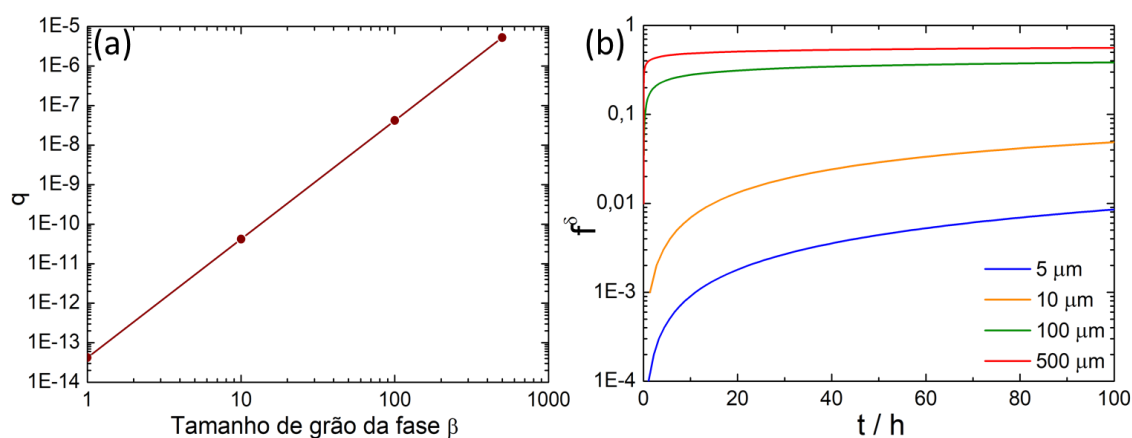 (a)
1E-5
1E-6
1E-7
1E-8
1E-9
1E-10
1E-11
1E-12
1E-13
1E-14
q
1
10
100
1000
Tamanho de grão da fase β
(b)
1
0,1
0,01
1E-3
1E-4
f^δ
5 μm
10 μm
100 μm
500 μm
0
20
40
60
80
100
t / h